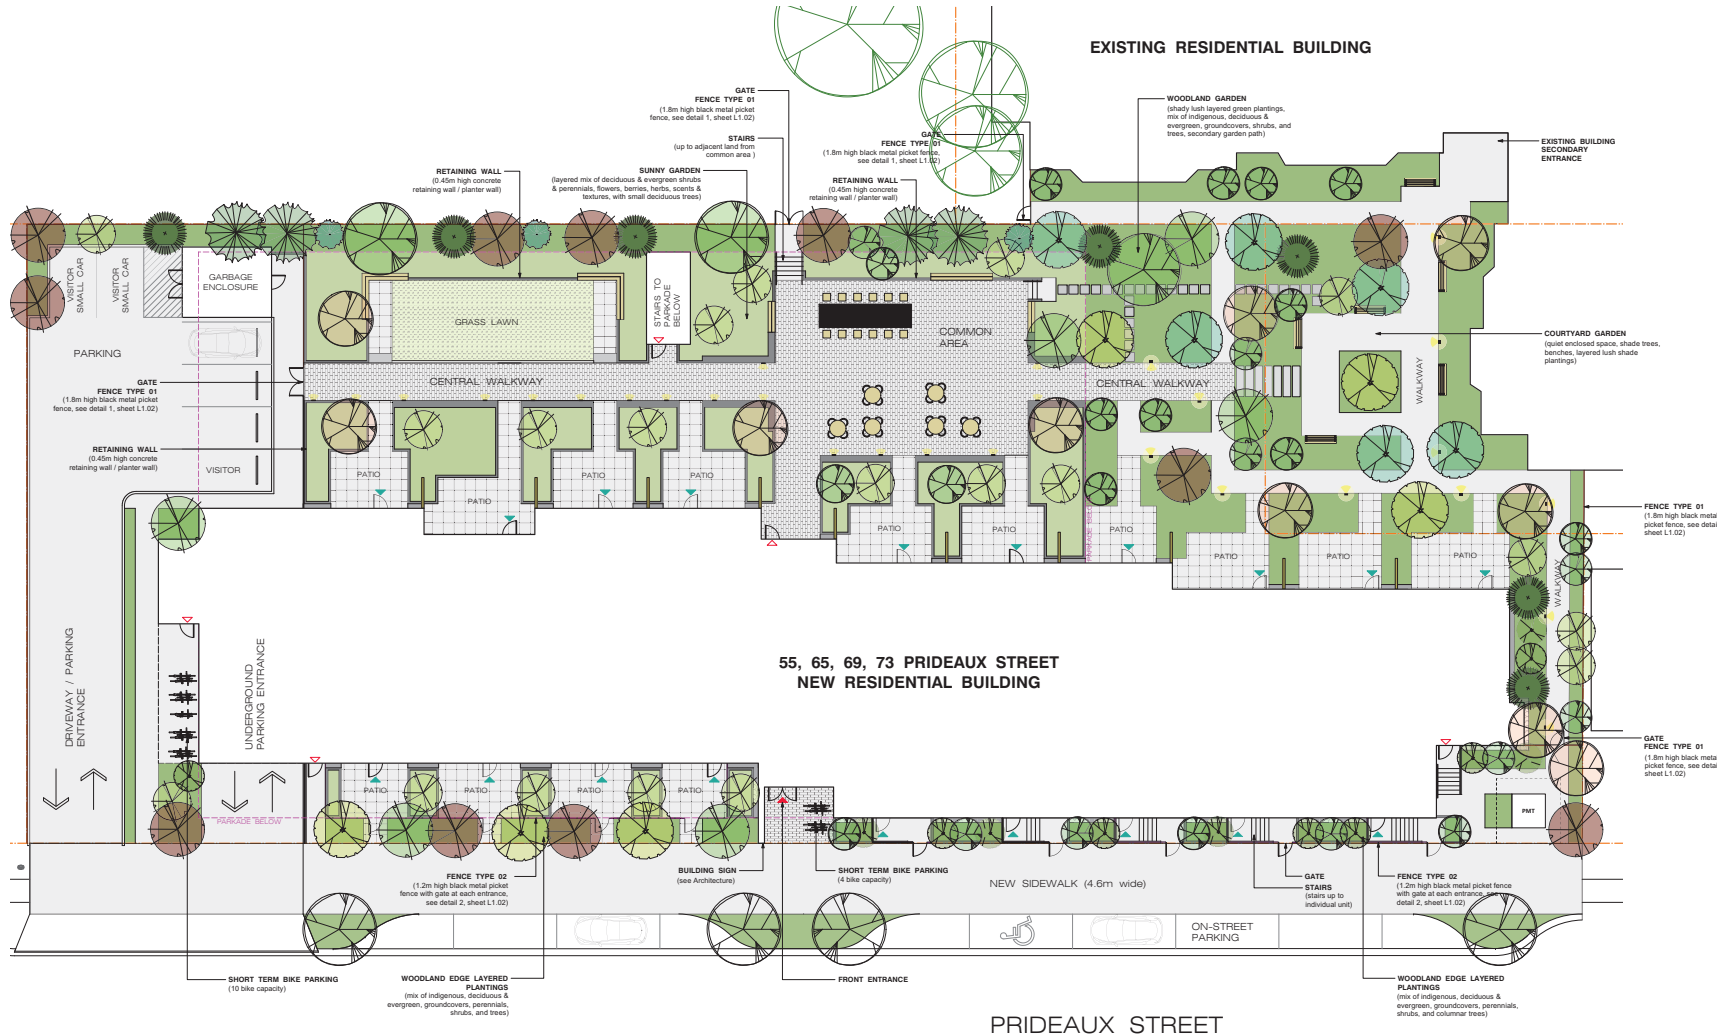 EXISTING RESIDENTIAL BUILDING
GATE
FENCE TYPE 01
(1.8m high black metal picket
fence, see detail 1, sheet L1.02)
STAIRS
(up to adjacent land from
common area )
GATE
FENCE TYPE 01
(1.8m high black metal picket fence,
see detail 1, sheet L1.02)
WOODLAND GARDEN
(shady lush layered green plantings,
mix of indigenous, deciduous &
evergreen, groundcovers, shrubs, and
trees, secondary garden path)
EXISTING BUILDING
SECONDARY
ENTRANCE
RETAINING WALL
(0.45m high concrete
retaining wall / planter wall)
SUNNY GARDEN
(layered mix of deciduous & evergreen shrubs
& perennials, flowers, berries, herbs, scents &
textures, with small deciduous trees)
RETAINING WALL
(0.45m high concrete
retaining wall / planter wall)
VISITOR
SMALL CAR
VISITOR
SMALL CAR
GARBAGE
ENCLOSURE
STAIRS TO
PARKADE
BELOW
GRASS LAWN
COMMON
AREA
COURTYARD GARDEN
(quiet enclosed space, shade trees,
benches, layered lush shade
plantings)
PARKING
GATE
FENCE TYPE 01
(1.8m high black metal picket
fence, see detail 1, sheet L1.02)
CENTRAL WALKWAY
CENTRAL WALKWAY
WALKWAY
RETAINING WALL
(0.45m high concrete
retaining wall / planter wall)
VISITOR
PATIO
PATIO
PATIO
PATIO
PATIO
PATIO
PATIO
PARKADE BELOW
PATIO
PATIO
PATIO
FENCE TYPE 01
(1.8m high black metal
picket fence, see detail
sheet L1.02)
WALKWAY
55, 65, 69, 73 PRIDEAUX STREET
NEW RESIDENTIAL BUILDING
DRIVEWAY / PARKING
ENTRANCE
UNDERGROUND
PARKING ENTRANCE
GATE
FENCE TYPE 01
(1.8m high black metal
picket fence, see detail
sheet L1.02)
PATIO
PATIO
PATIO
PATIO
PARKADE BELOW
PMT
FENCE TYPE 02
(1.2m high black metal picket
fence with gate at each entrance,
see detail 2, sheet L1.02)
BUILDING SIGN
(see Architecture)
SHORT TERM BIKE PARKING
(4 bike capacity)
NEW SIDEWALK (4.6m wide)
GATE
STAIRS
(stairs up to
individual unit)
FENCE TYPE 02
(1.2m high black metal picket fence
with gate at each entrance, see
detail 2, sheet L1.02)
ON-STREET
PARKING
SHORT TERM BIKE PARKING
(10 bike capacity)
WOODLAND EDGE LAYERED
PLANTINGS
(mix of indigenous, deciduous &
evergreen, groundcovers, perennials,
shrubs, and trees)
FRONT ENTRANCE
WOODLAND EDGE LAYERED
PLANTINGS
(mix of indigenous, deciduous &
evergreen, groundcovers, perennials,
shrubs, and columnar trees)
PRIDEAUX STREET